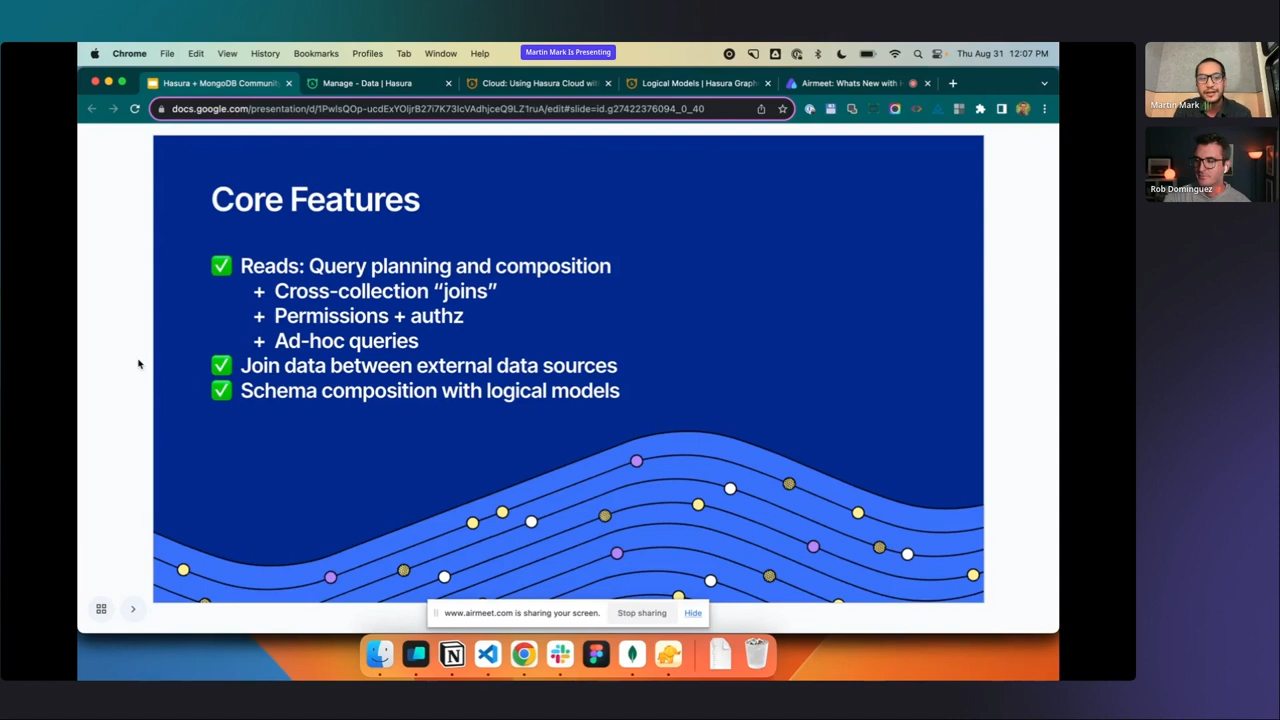 Chrome File Edit View History Bookmarks Profiles Tab Window Help
Martin Mark Is Presenting
Thu Aug 31 12:07 PM
Hasura + MongoDB Communi
Manage - Data | Hasura
Cloud: Using Hasura Cloud with
Logical Models | Hasura Graph
Airmeet: Whats New with
docs.google.com/presentation/d/1PwlsQOp-ucdExYOljrB27i7K73lcVAdhjceQ9LZ1ruA/edit#slide=id.g27422376094_0_40
Martin Mark
Rob Dominguez
Core Features
✅ Reads: Query planning and composition
+ Cross-collection “joins”
+ Permissions + authz
+ Ad-hoc queries
✅ Join data between external data sources
✅ Schema composition with logical models
www.airmeet.com is sharing your screen.
Stop sharing
Hide